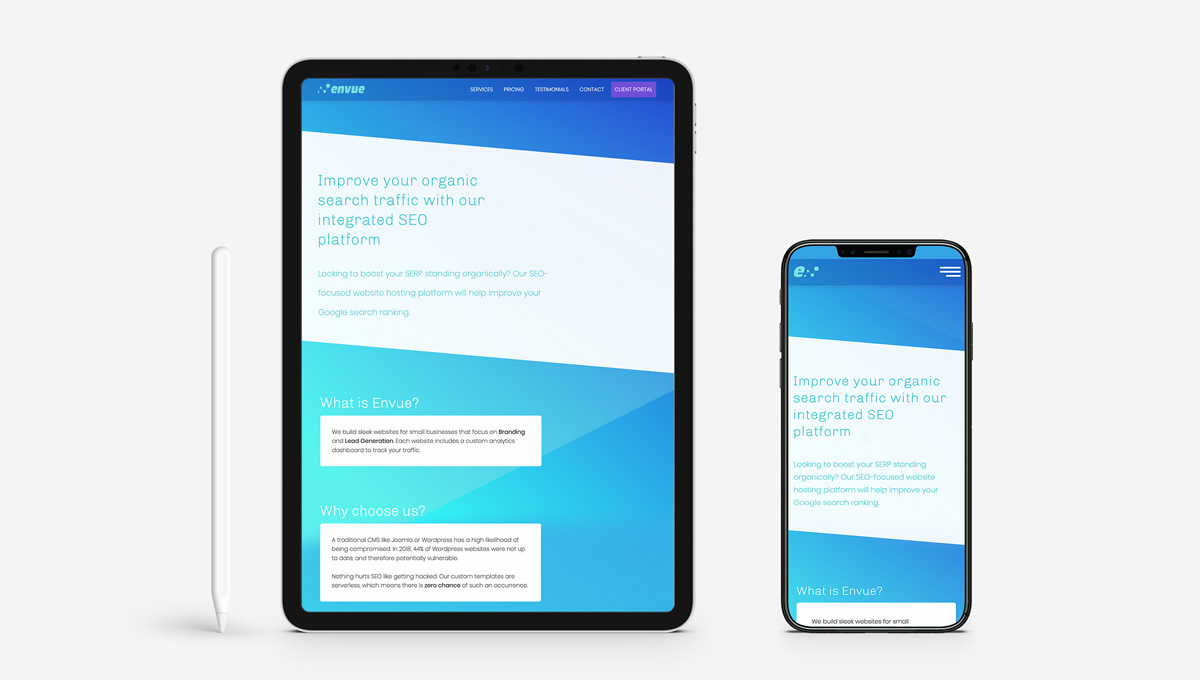 envue
SERVICES PRICING TESTIMONIALS CONTACT CLIENT PORTAL
Improve your organic
search traffic with our
integrated SEO
platform
Looking to boost your SERP standing organically? Our SEO-
focused website hosting platform will help improve your
Google search ranking.
What is Envue?
We build sleek websites for small businesses that focus on Branding
and Lead Generation. Each website includes a custom analytics
dashboard to track your traffic.
Why choose us?
A traditional CMS like Joomla or Wordpress has a high likelihood of
being compromised. In 2018, 44% of Wordpress websites were not up
to date, and therefore potentially vulnerable.
Nothing hurts SEO like getting hacked. Our custom templates are
serverless, which means there is zero chance of such an occurrence.
e
Improve your organic
search traffic with our
integrated SEO
platform
Looking to boost your SERP standing
organically? Our SEO-focused website
hosting platform will help improve your
Google search ranking.
What is Envue?
We build sleek websites for small